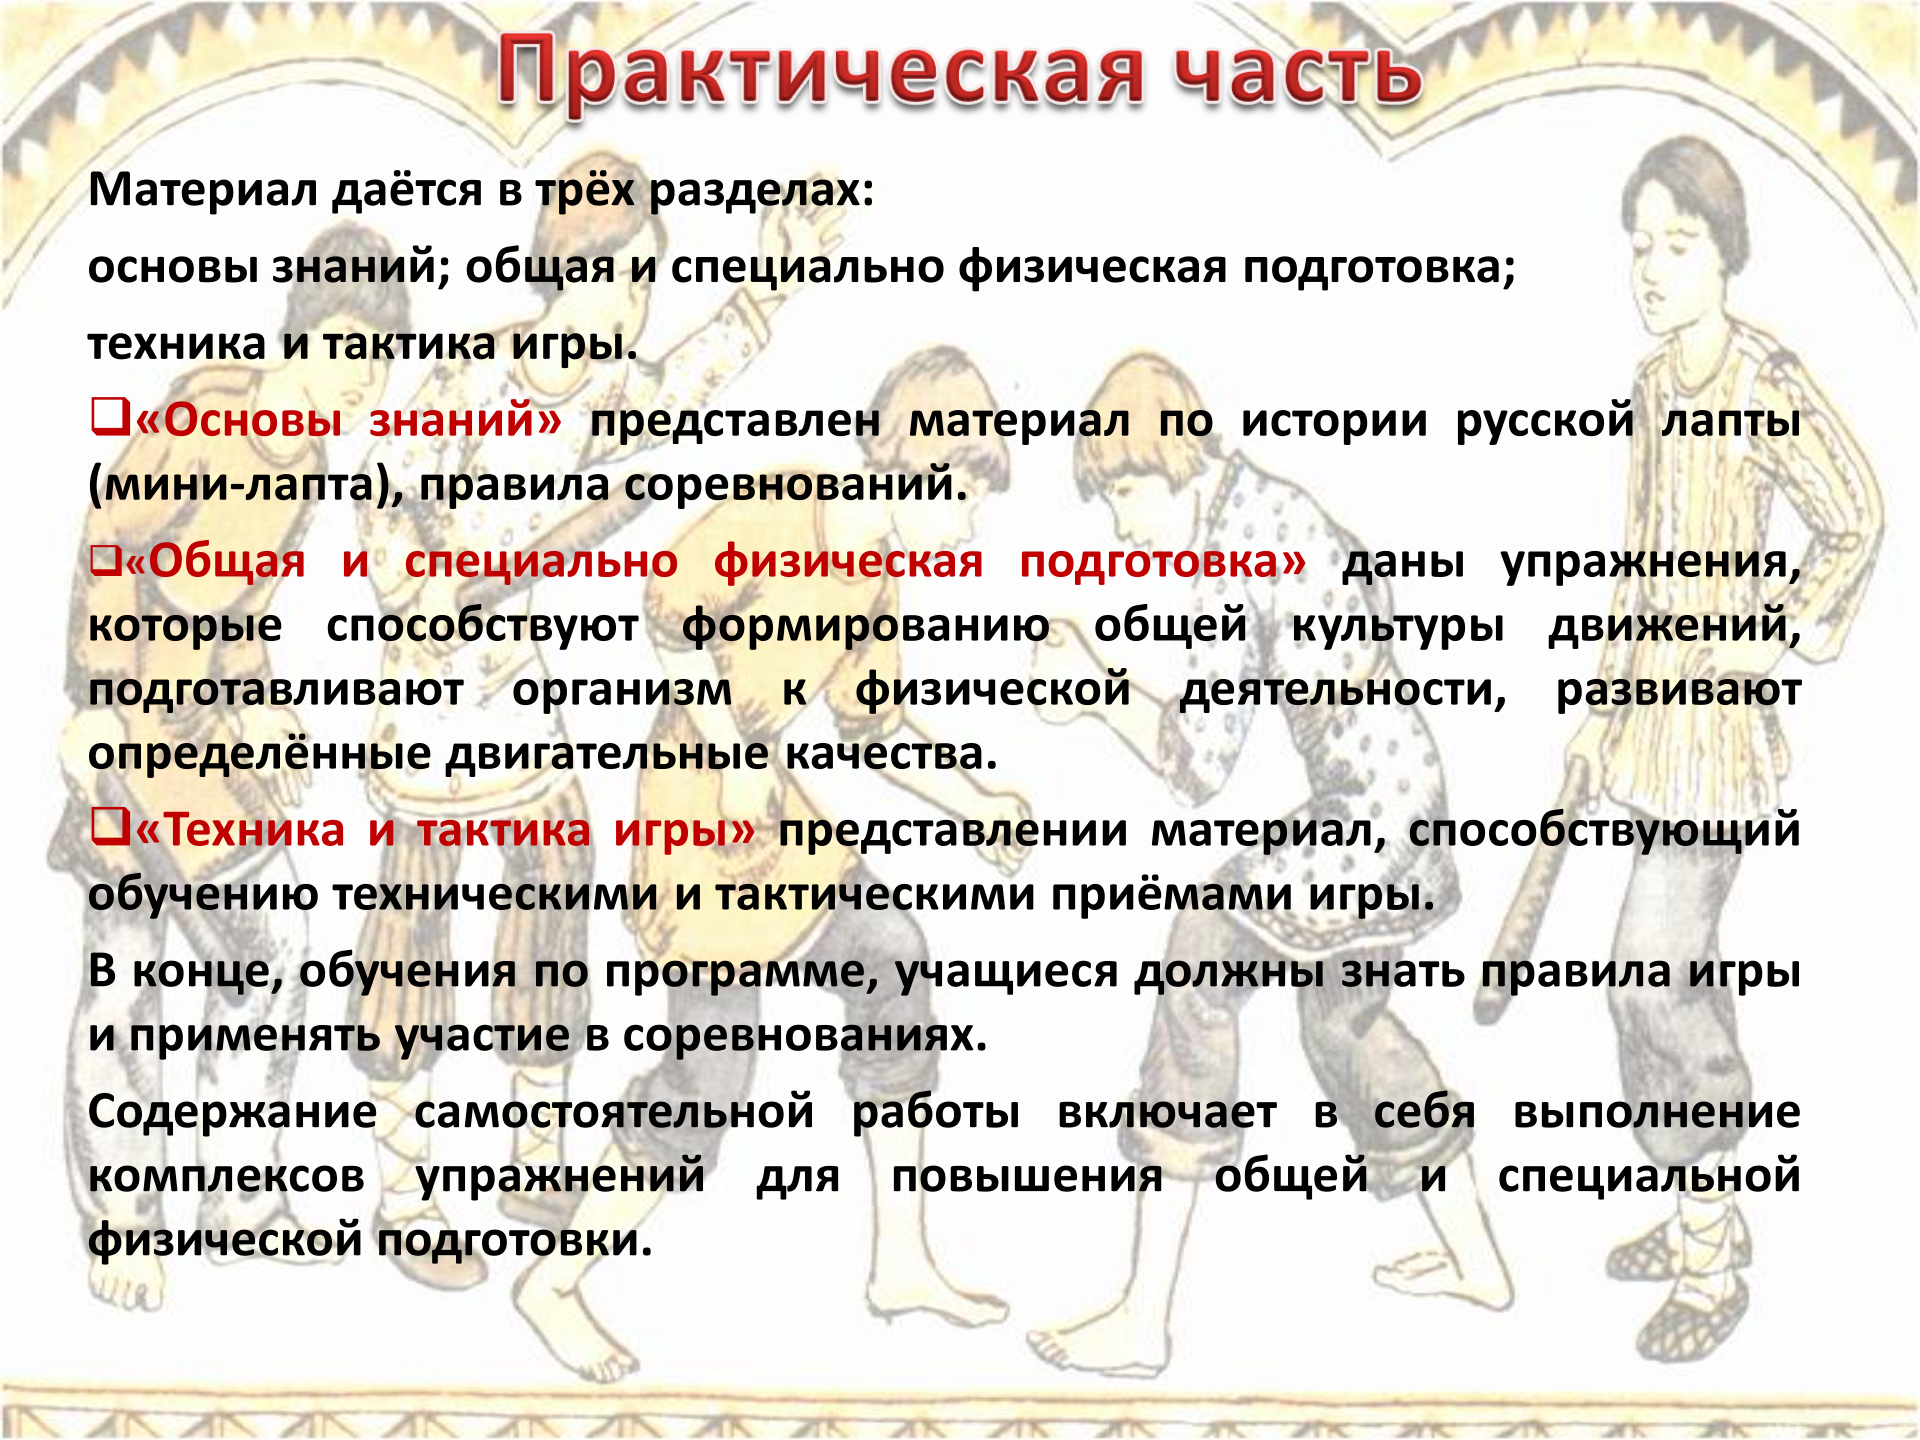 Практическая часть
Материал даётся в трёх разделах:
основы знаний; общая и специально физическая подготовка;
техника и тактика игры.
❑«Основы знаний» представлен материал по истории русской лапты
(мини-лапта), правила соревнований.
❑«Общая и специально физическая подготовка» даны упражнения,
которые способствуют формированию общей культуры движений,
подготавливают организм к физической деятельности, развивают
определённые двигательные качества.
❑«Техника и тактика игры» представлении материал, способствующий
обучению техническими и тактическими приёмами игры.
В конце, обучения по программе, учащиеся должны знать правила игры
и применять участие в соревнованиях.
Содержание самостоятельной работы включает в себя выполнение
комплексов упражнений для повышения общей и специальной
физической подготовки.